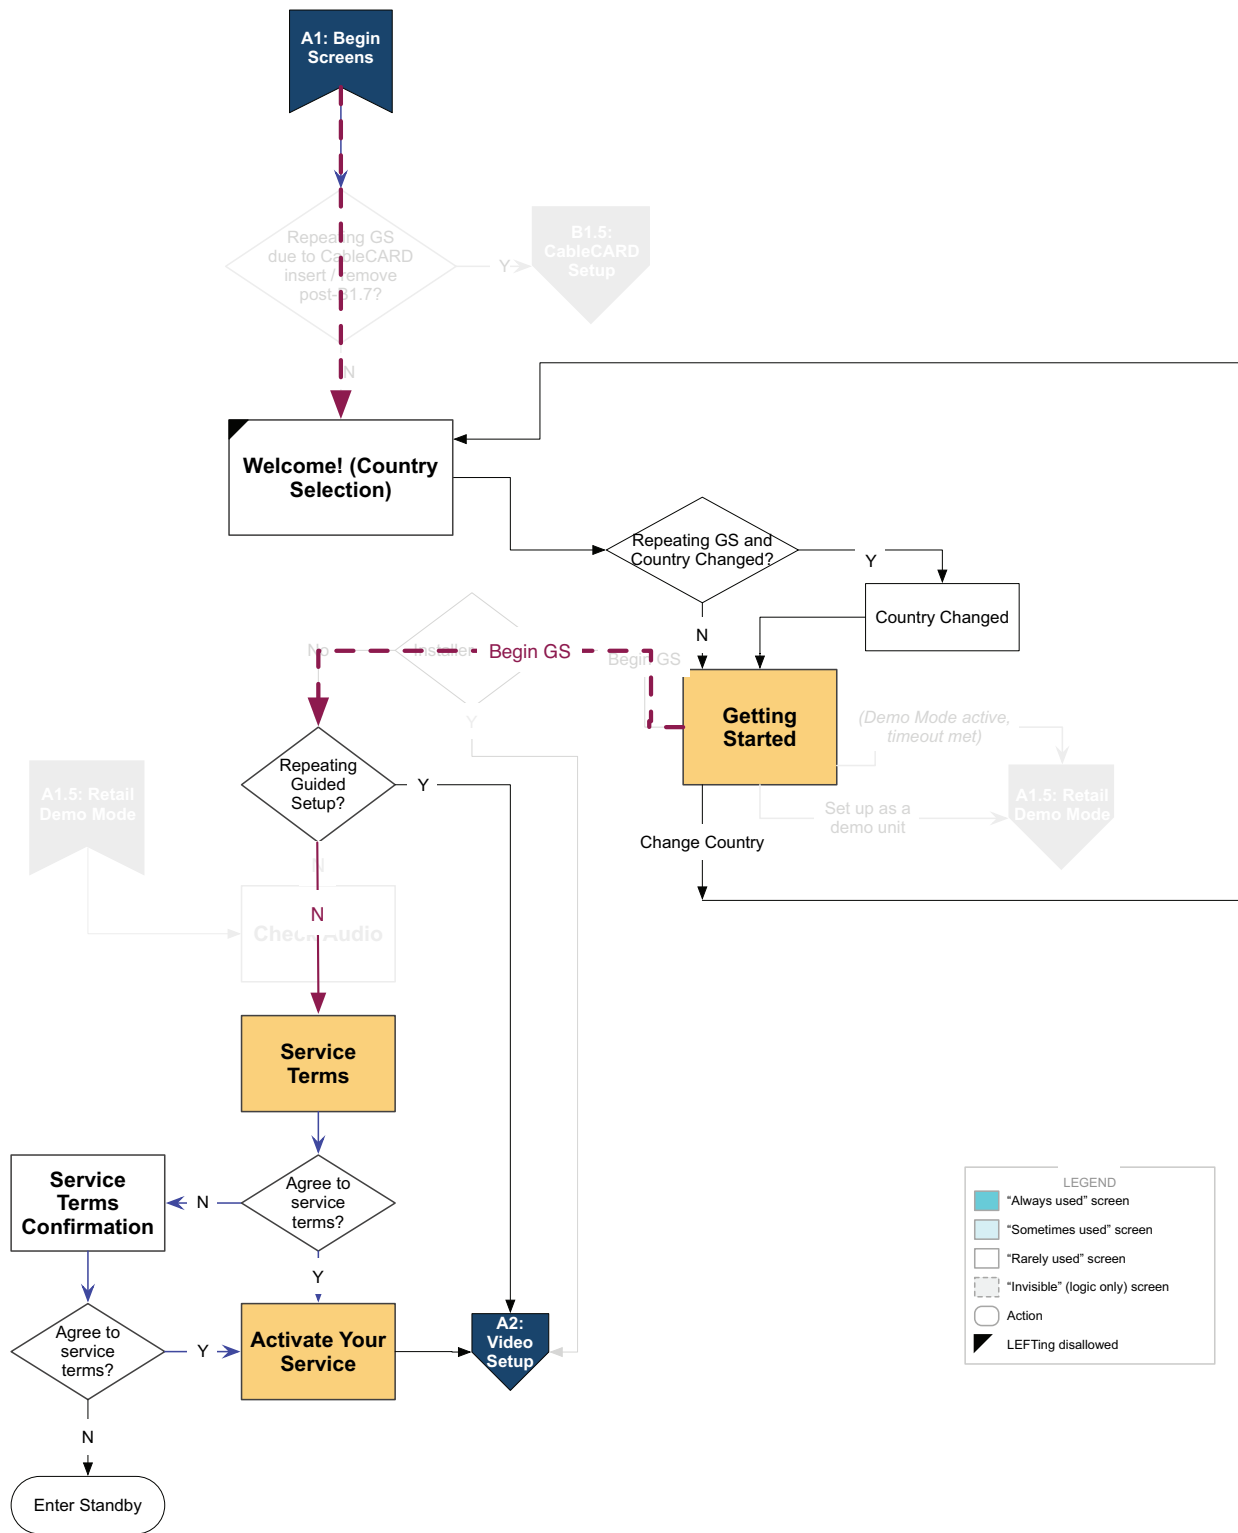 A1: Begin
Screens
Repeating GS
due to CableCARD
insert / remove
post-B1.7?
Y
B1.5:
CableCARD
Setup
N
Welcome! (Country
Selection)
Repeating GS and
Country Changed?
Y
Country Changed
N
No
Installer
Begin GS
Begin GS
Getting
Started
(Demo Mode active,
timeout met)
Y
Repeating
Guided
Setup?
Y
A1.5: Retail
Demo Mode
Set up as a
demo unit
A1.5: Retail
Demo Mode
Change Country
N
N
Check Audio
Service
Terms
Service
Terms
Confirmation
N
Agree to
service
terms?
Y
Agree to
service
terms?
Y
Activate Your
Service
A2:
Video
Setup
N
Enter Standby
LEGEND
“Always used” screen
“Sometimes used” screen
“Rarely used” screen
“Invisible” (logic only) screen
Action
LEFTing disallowed